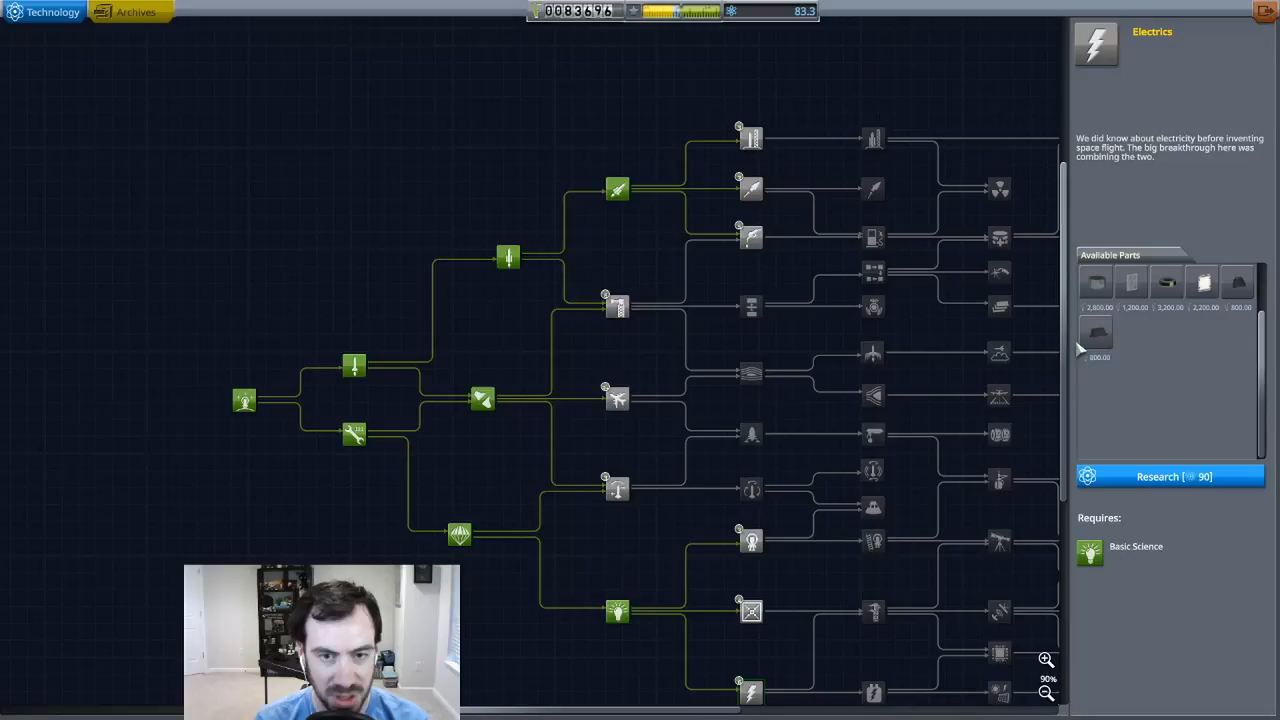 Technology
Archives
0083696
83.3
Electrics
We did know about electricity before inventing
space flight. The big breakthrough here was
combining the two.
Available Parts
2,800.00
1,200.00
3,200.00
2,200.00
800.00
800.00
Research [90]
Requires:
Basic Science
90%